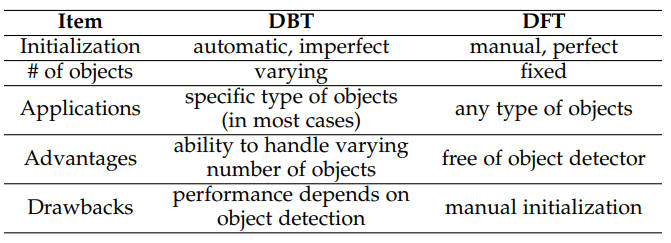 Item DBT DFT
Initialization automatic, imperfect manual, perfect
# of objects varying fixed
Applications specific type of objects (in most cases) any type of objects
Advantages ability to handle varying number of objects free of object detector
Drawbacks performance depends on object detection manual initialization